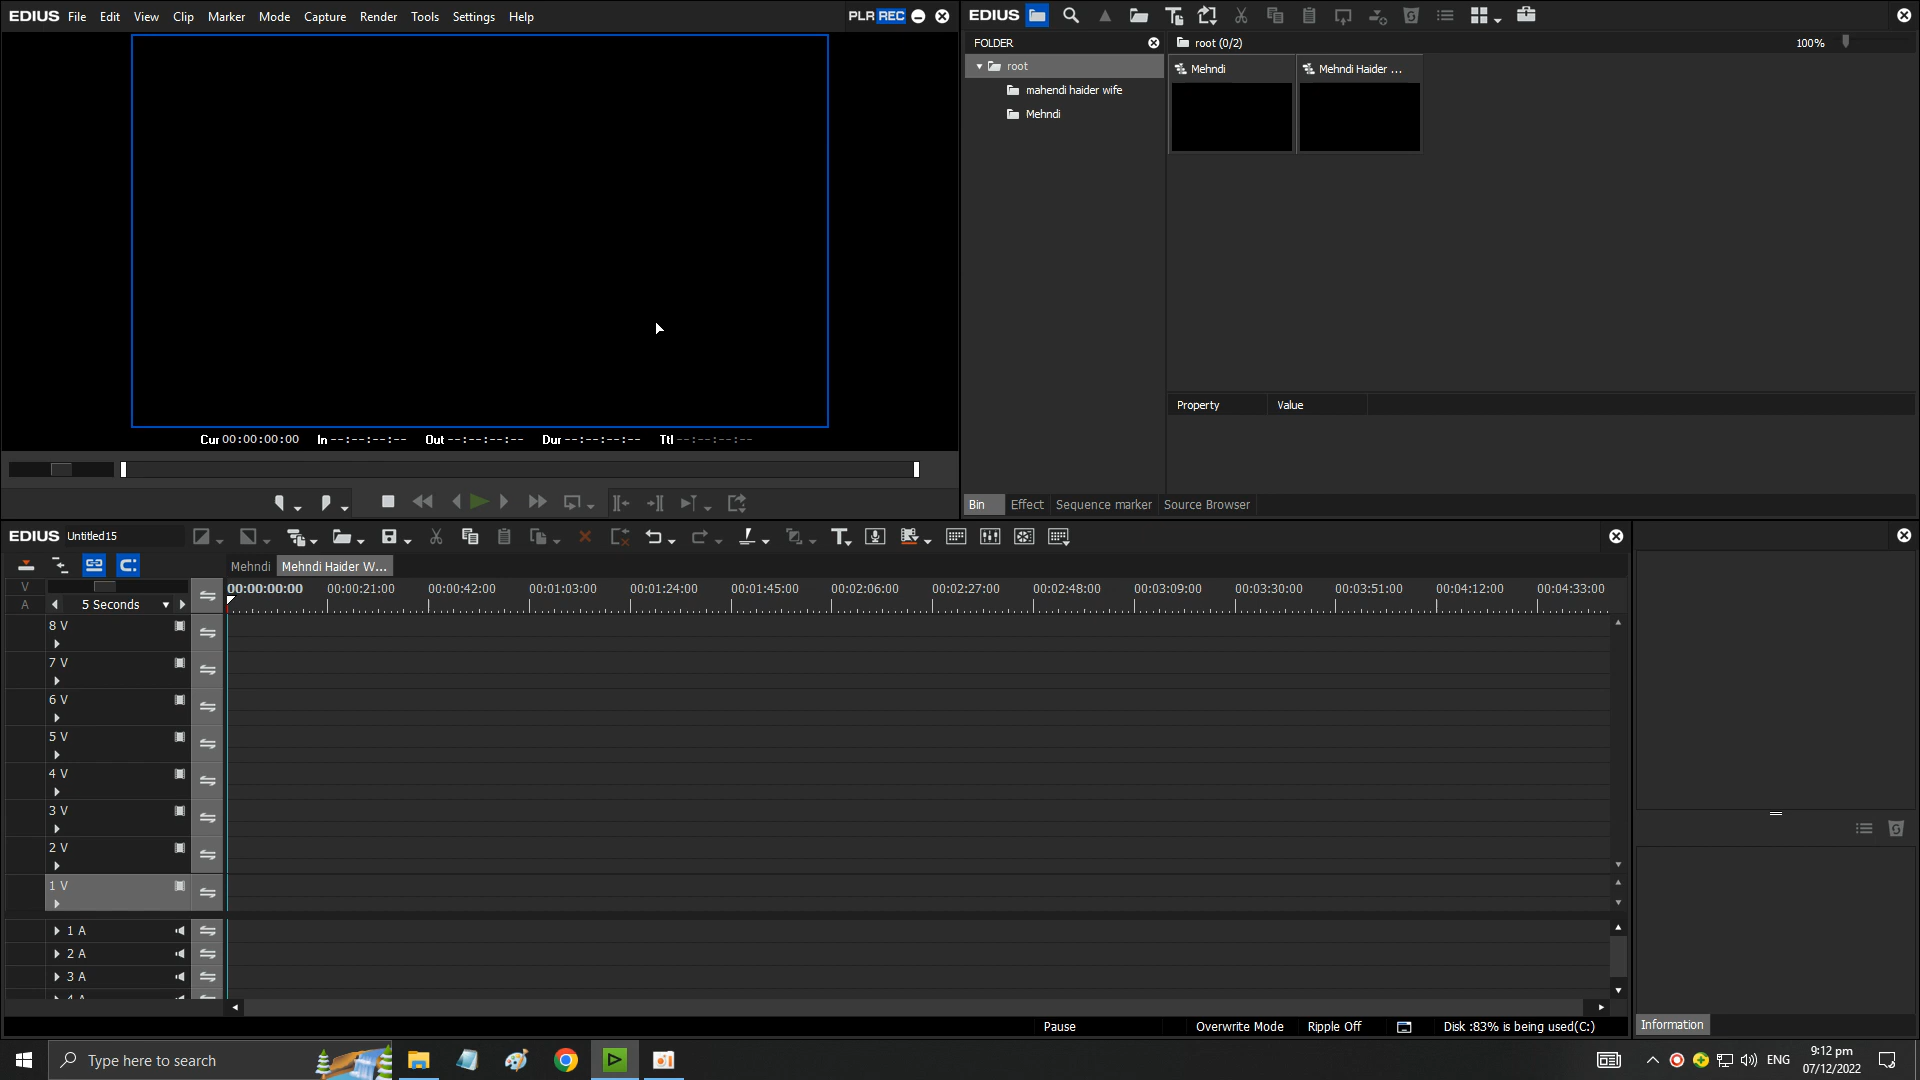 EDIUS File Edit View Clip Marker Mode Capture Render Tools Settings Help PLR REC
Cur 00:00:00:00 In --:--:--:-- Out --:--:--:-- Dur --:--:--:-- Ttl --:--:--:--
EDIUS
FOLDER
root
mahendi haider wife
Mehndi
root (0/2)
100%
Mehndi
Mehndi Haider ...
Property Value
Bin Effect Sequence marker Source Browser
EDIUS Untitled15
Mehndi Mehndi Haider W...
V
A
5 Seconds
00:00:00:00 00:00:21:00 00:00:42:00 00:01:03:00 00:01:24:00 00:01:45:00 00:02:06:00 00:02:27:00 00:02:48:00 00:03:09:00 00:03:30:00 00:03:51:00 00:04:12:00 00:04:33:00
8 V
7 V
6 V
5 V
4 V
3 V
2 V
1 V
1 A
2 A
3 A
4 A
Pause Overwrite Mode Ripple Off Disk :83% is being used(C:)
Information
Type here to search
ENG
9:12 pm
07/12/2022